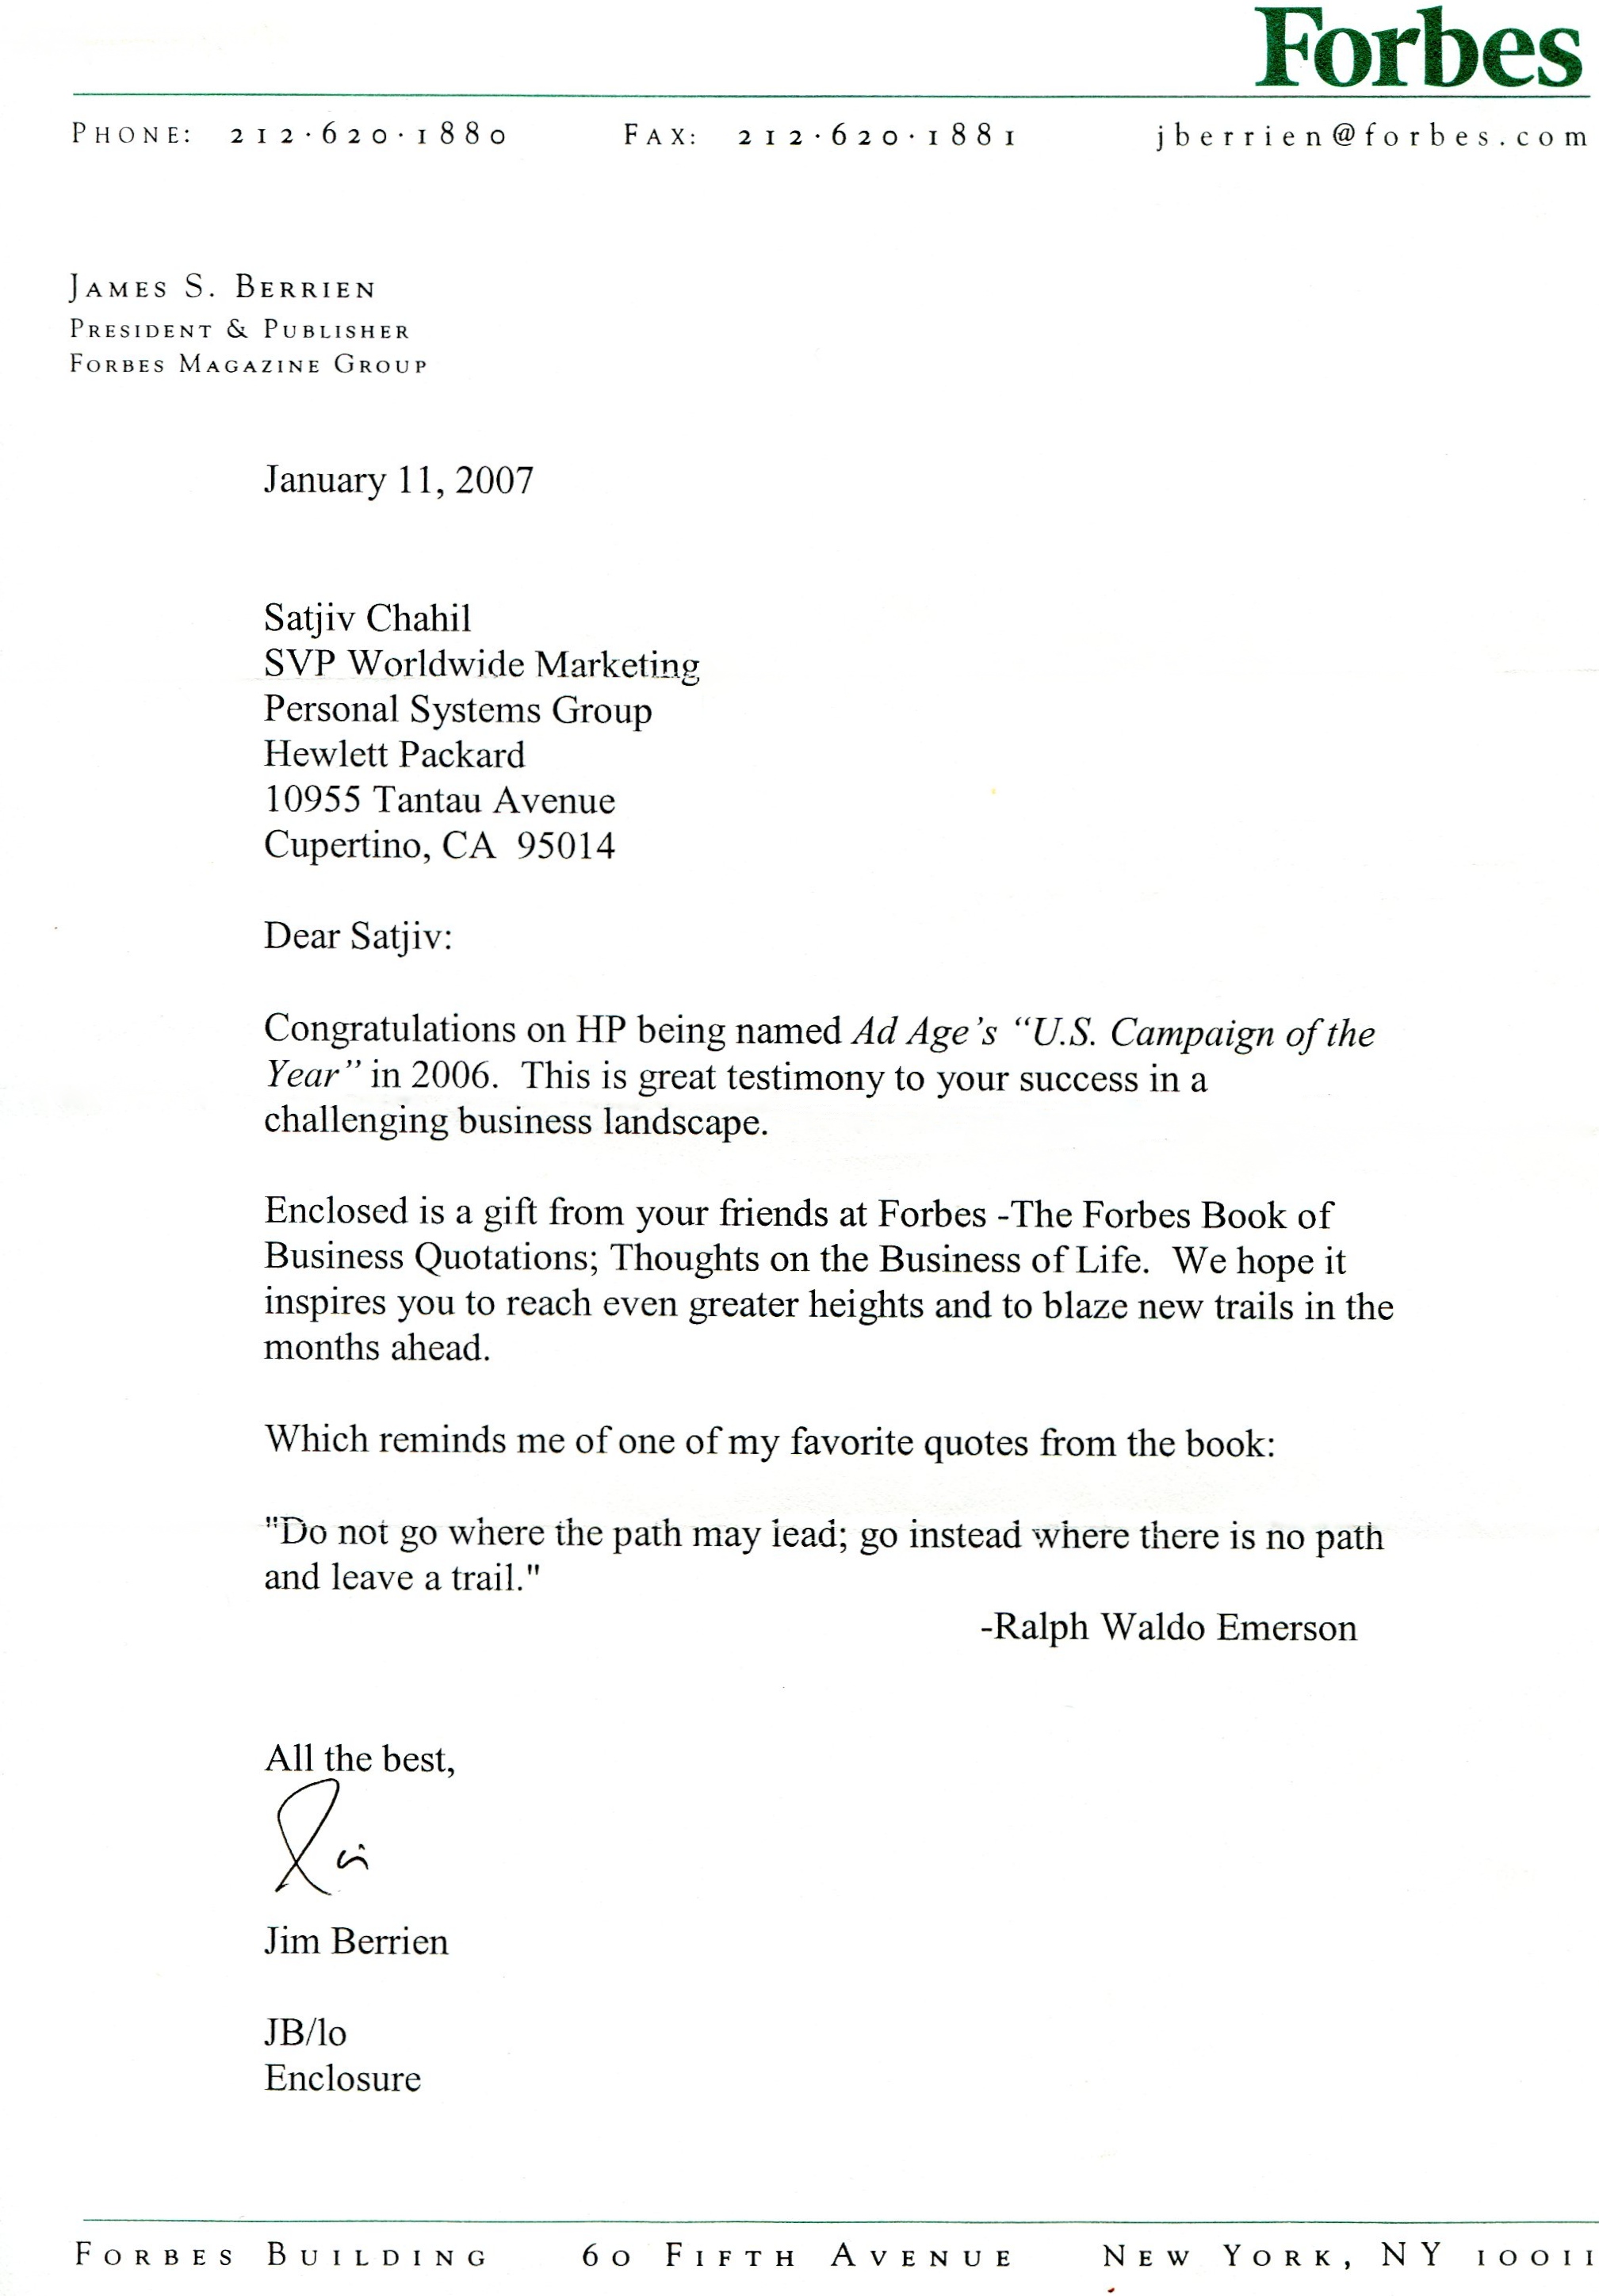 Forbes
PHONE: 212·620·1880 FAX: 212·620·1881 jberrien@forbes.com
JAMES S. BERRIEN
PRESIDENT & PUBLISHER
FORBES MAGAZINE GROUP
January 11, 2007
Satjiv Chahil
SVP Worldwide Marketing
Personal Systems Group
Hewlett Packard
10955 Tantau Avenue
Cupertino, CA  95014
Dear Satjiv:
Congratulations on HP being named Ad Age’s “U.S. Campaign of the
Year” in 2006.  This is great testimony to your success in a
challenging business landscape.
Enclosed is a gift from your friends at Forbes -The Forbes Book of
Business Quotations; Thoughts on the Business of Life.  We hope it
inspires you to reach even greater heights and to blaze new trails in the
months ahead.
Which reminds me of one of my favorite quotes from the book:
"Do not go where the path may lead; go instead where there is no path
and leave a trail."
-Ralph Waldo Emerson
All the best,
Jim
Jim Berrien
JB/lo
Enclosure
FORBES BUILDING 60 FIFTH AVENUE NEW YORK, NY 10011